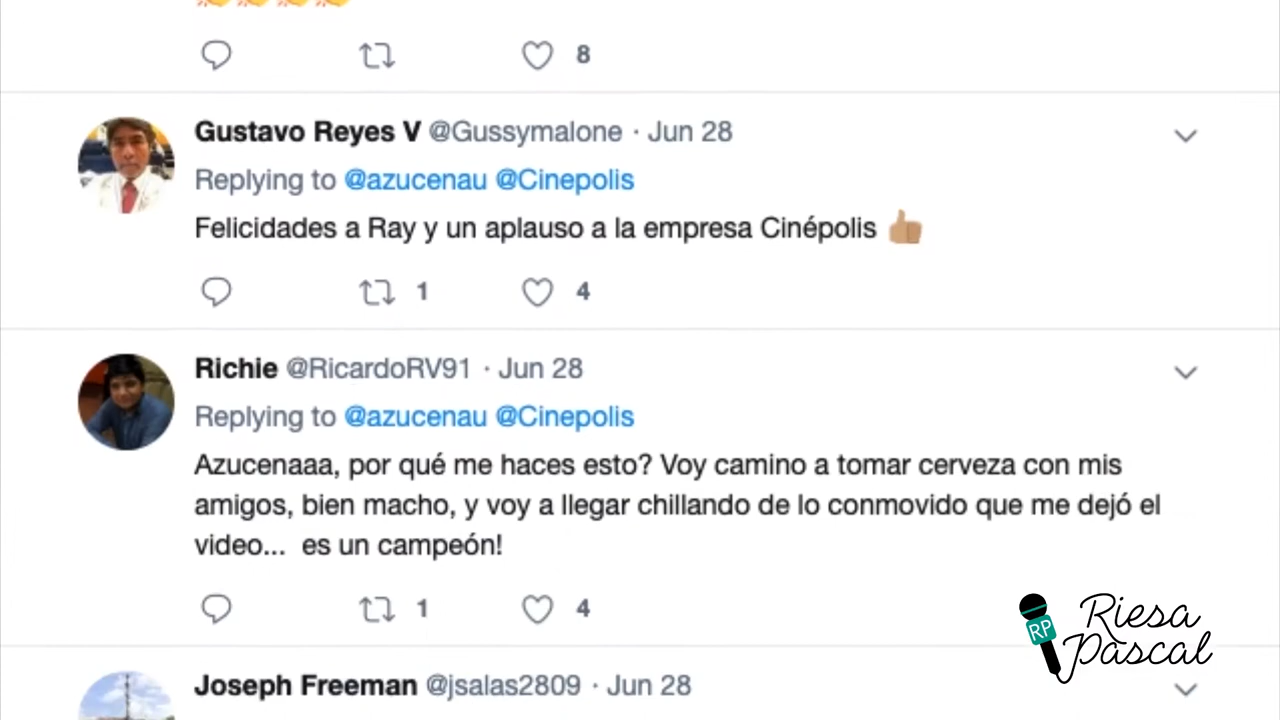 8
Gustavo Reyes V @Gussymalone · Jun 28
Replying to @azucenau @Cinepolis
Felicidades a Ray y un aplauso a la empresa Cinépolis 👍🏽
1 4
Richie @RicardoRV91 · Jun 28
Replying to @azucenau @Cinepolis
Azucenaaa, por qué me haces esto? Voy camino a tomar cerveza con mis
amigos, bien macho, y voy a llegar chillando de lo conmovido que me dejó el
video... es un campeón!
1 4
RP
Riesa
Pascal
Joseph Freeman @jsalas2809 · Jun 28